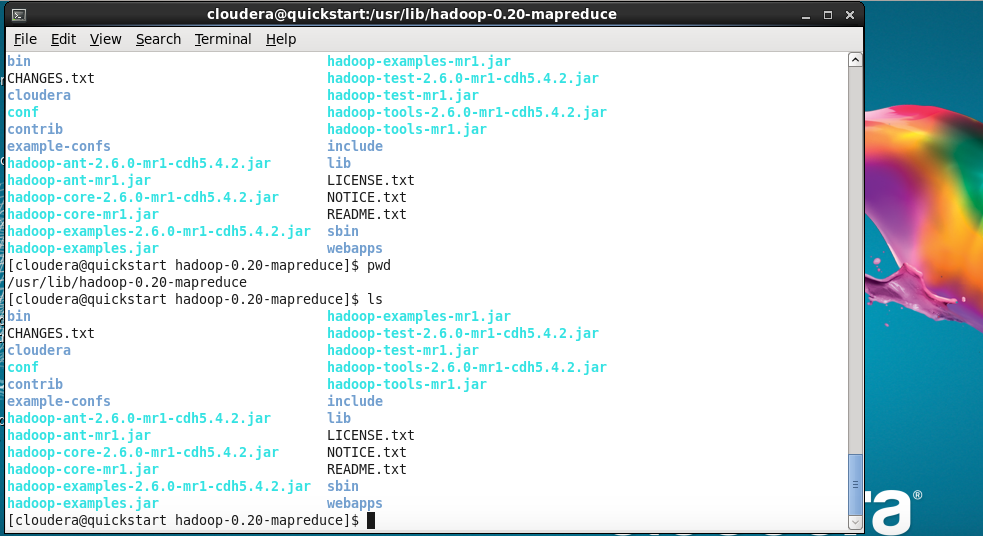 cloudera@quickstart:/usr/lib/hadoop-0.20-mapreduce
File Edit View Search Terminal Help
bin hadoop-examples-mr1.jar
CHANGES.txt hadoop-test-2.6.0-mr1-cdh5.4.2.jar
cloudera hadoop-test-mr1.jar
conf hadoop-tools-2.6.0-mr1-cdh5.4.2.jar
contrib hadoop-tools-mr1.jar
example-confs include
hadoop-ant-2.6.0-mr1-cdh5.4.2.jar lib
hadoop-ant-mr1.jar LICENSE.txt
hadoop-core-2.6.0-mr1-cdh5.4.2.jar NOTICE.txt
hadoop-core-mr1.jar README.txt
hadoop-examples-2.6.0-mr1-cdh5.4.2.jar sbin
hadoop-examples.jar webapps
[cloudera@quickstart hadoop-0.20-mapreduce]$ pwd
/usr/lib/hadoop-0.20-mapreduce
[cloudera@quickstart hadoop-0.20-mapreduce]$ ls
bin hadoop-examples-mr1.jar
CHANGES.txt hadoop-test-2.6.0-mr1-cdh5.4.2.jar
cloudera hadoop-test-mr1.jar
conf hadoop-tools-2.6.0-mr1-cdh5.4.2.jar
contrib hadoop-tools-mr1.jar
example-confs include
hadoop-ant-2.6.0-mr1-cdh5.4.2.jar lib
hadoop-ant-mr1.jar LICENSE.txt
hadoop-core-2.6.0-mr1-cdh5.4.2.jar NOTICE.txt
hadoop-core-mr1.jar README.txt
hadoop-examples-2.6.0-mr1-cdh5.4.2.jar sbin
hadoop-examples.jar webapps
[cloudera@quickstart hadoop-0.20-mapreduce]$